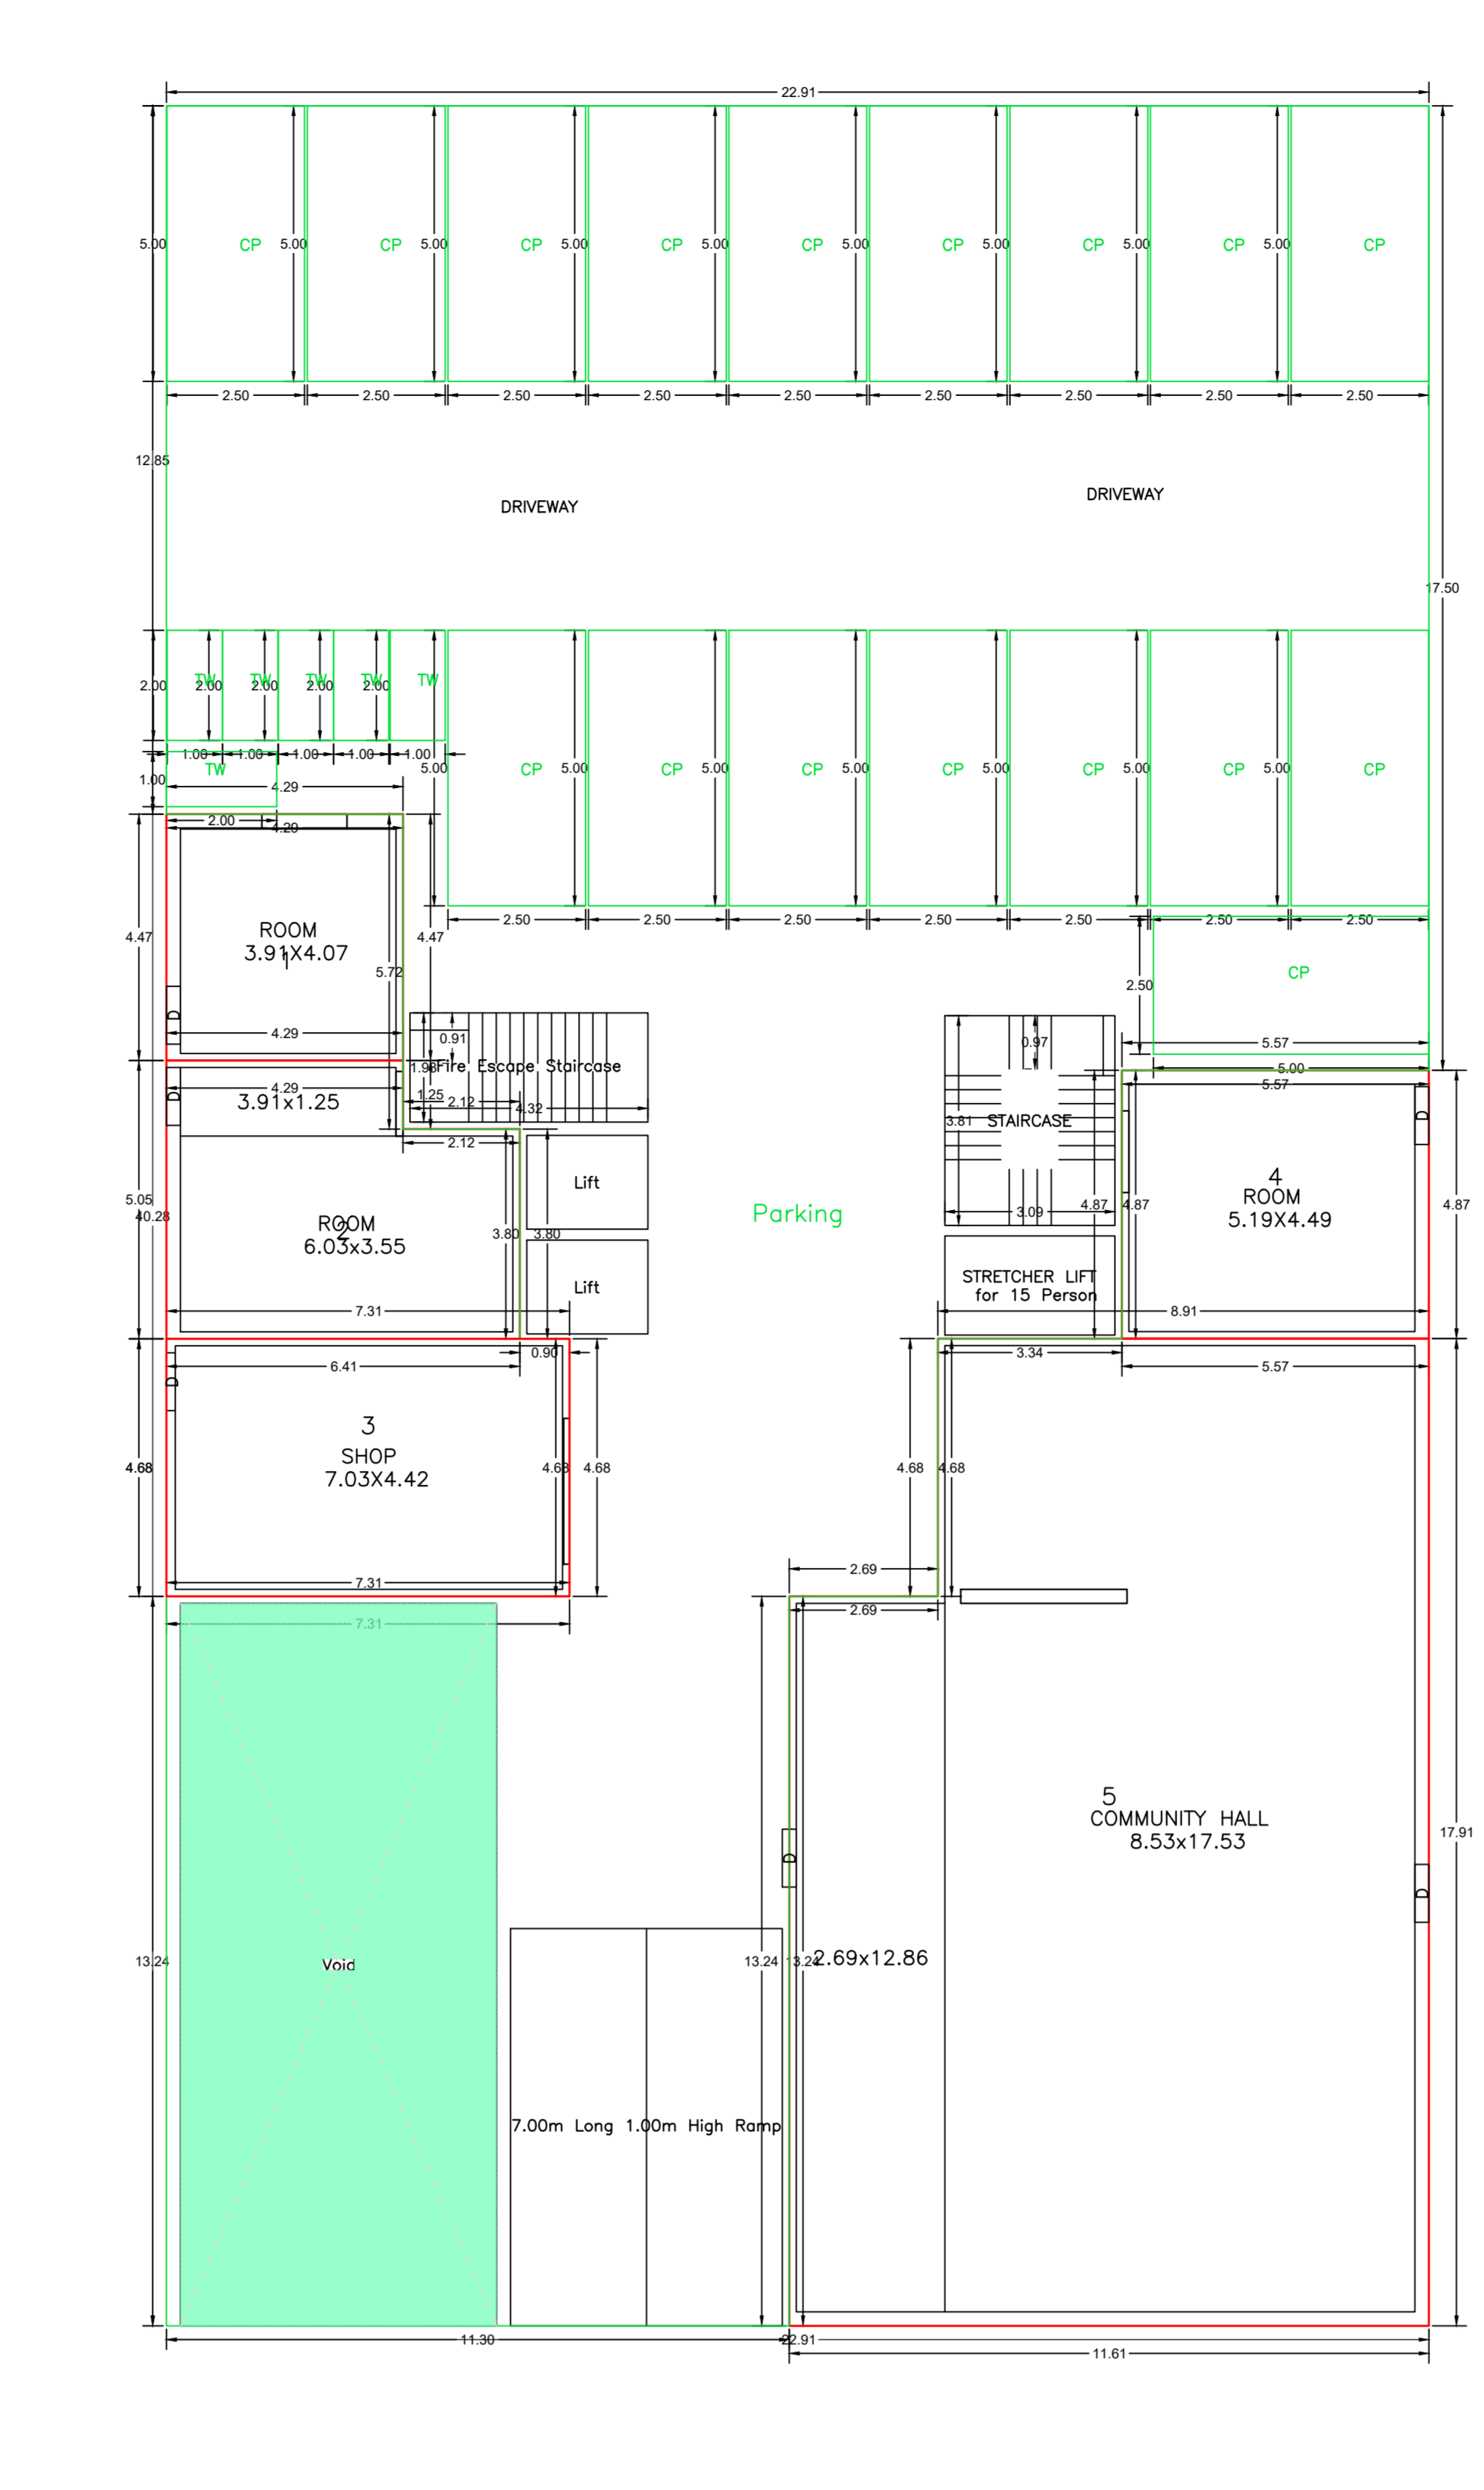 22.91
5.00 CP 5.00 CP 5.00 CP 5.00 CP 5.00 CP 5.00 CP 5.00 CP 5.00 CP 5.00 CP
2.50 2.50 2.50 2.50 2.50 2.50 2.50 2.50 2.50
12.85
DRIVEWAY
DRIVEWAY
17.50
TW TW TW TW TW
2.00 2.00 2.00 2.00 2.00
1.00 1.00 1.00 1.00 1.00
5.00 CP 5.00 CP 5.00 CP 5.00 CP 5.00 CP 5.00 CP 5.00 CP
TW
1.00
4.29
2.00
4.29
2.50 2.50 2.50 2.50 2.50 2.50 2.50
ROOM
3.91X4.07
1
4.47
4.47
5.72
CP
2.50
D
4.29
0.91
1.98
Fire Escape Staircase
0.97
5.57
5.00
5.57
4.29
D
3.91x1.25
1.25
2.12
4.32
2.12
3.81
STAIRCASE
D
Lift
4
ROOM
5.19X4.49
5.05
40.28
Parking
3.09
4.87
4.87
4.87
2
ROOM
6.03x3.55
3.80
3.80
Lift
STRETCHER LIFT
for 15 Person
7.31
8.91
6.41
0.90
3.34
5.57
D
3
SHOP
7.03X4.42
4.68
4.68
4.68
4.68
4.68
2.69
7.31
2.69
7.31
5
COMMUNITY HALL
8.53x17.53
17.91
D
D
Void
13.24
13.24
13.24
2.69x12.86
7.00m Long 1.00m High Ramp
11.30
22.91
11.61